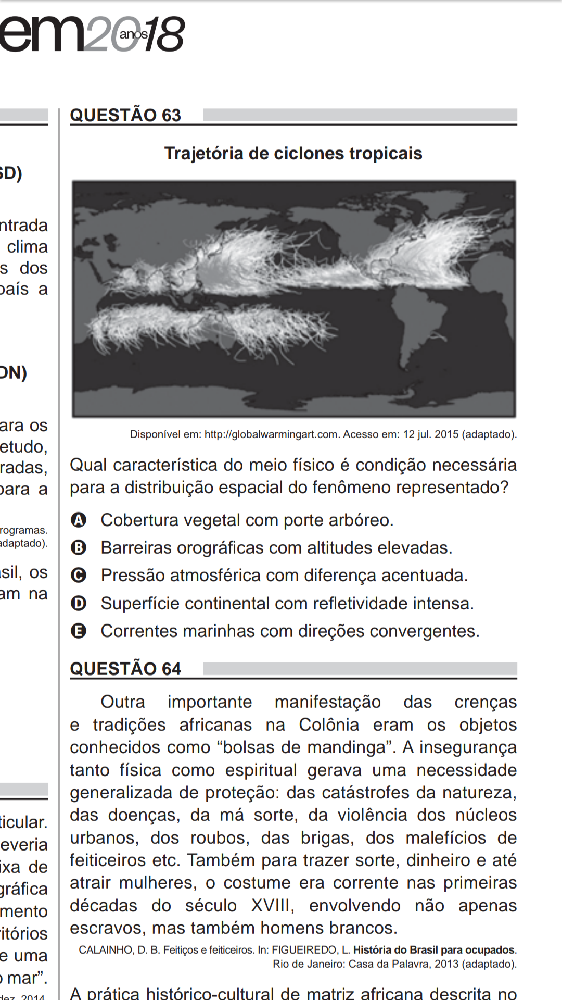 em2018
anos
SD)
ntrada
clima
s dos
país a
DN)
ara os
etudo,
radas,
para a
rogramas.
adaptado).
sil, os
am na
ticular.
everia
ixa de
gráfica
mento
itórios
e uma
o mar”.
dez. 2014.
QUESTÃO 63
Trajetória de ciclones tropicais
Disponível em: http://globalwarmingart.com. Acesso em: 12 jul. 2015 (adaptado).
Qual característica do meio físico é condição necessária
para a distribuição espacial do fenômeno representado?
A Cobertura vegetal com porte arbóreo.
B Barreiras orográficas com altitudes elevadas.
C Pressão atmosférica com diferença acentuada.
D Superfície continental com refletividade intensa.
E Correntes marinhas com direções convergentes.
QUESTÃO 64
Outra importante manifestação das crenças
e tradições africanas na Colônia eram os objetos
conhecidos como “bolsas de mandinga”. A insegurança
tanto física como espiritual gerava uma necessidade
generalizada de proteção: das catástrofes da natureza,
das doenças, da má sorte, da violência dos núcleos
urbanos, dos roubos, das brigas, dos malefícios de
feiticeiros etc. Também para trazer sorte, dinheiro e até
atrair mulheres, o costume era corrente nas primeiras
décadas do século XVIII, envolvendo não apenas
escravos, mas também homens brancos.
CALAINHO, D. B. Feitiços e feiticeiros. In: FIGUEIREDO, L. História do Brasil para ocupados.
Rio de Janeiro: Casa da Palavra, 2013 (adaptado).
A prática histórico-cultural de matriz africana descrita no